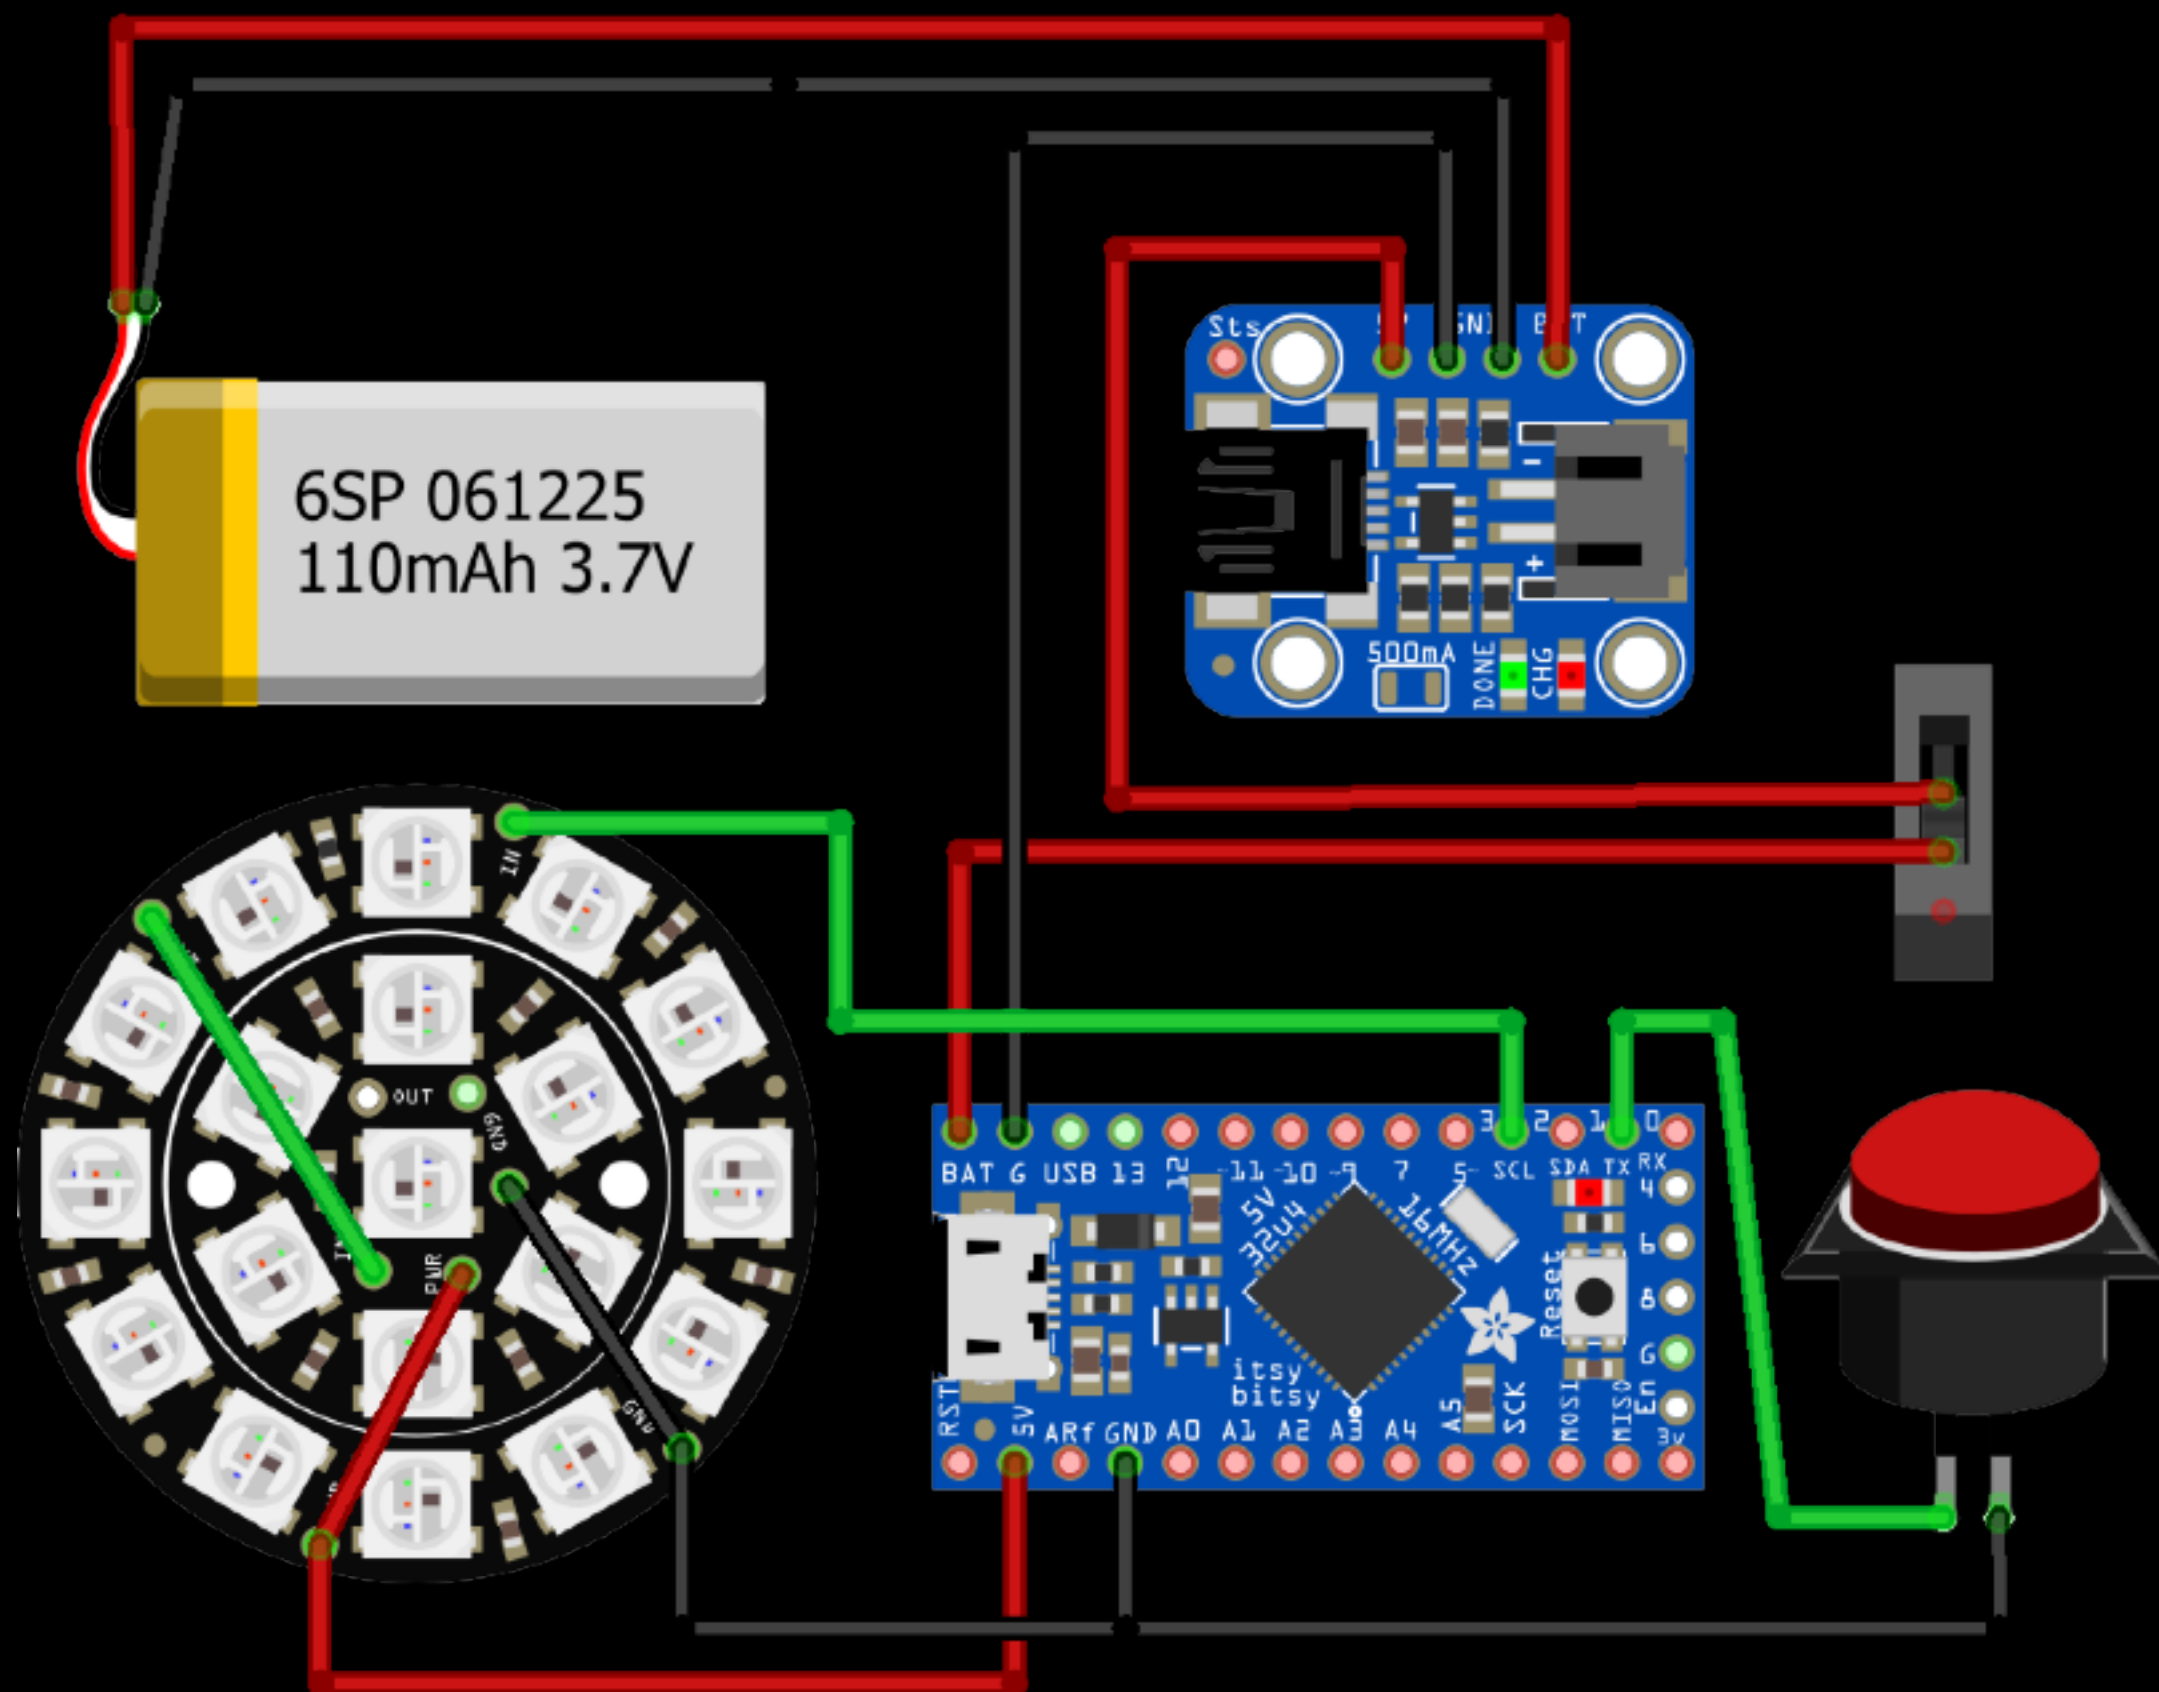 6SP 061225
110mAh 3.7V
Sts
500mA
DONE
CHG
-
+
IN
OUT
GND
PWR
GND
3 2 1 0
BAT G USB 13 12 ~11 ~10 ~9 7 5~ SCL SDA TX RX
4
6
8
G
En
3v
5V
32u4
16MHz
Reset
itsy
bitsy
RST 5V ARf GND A0 A1 A2 A3 A4 A5 SCK MOSI MISO